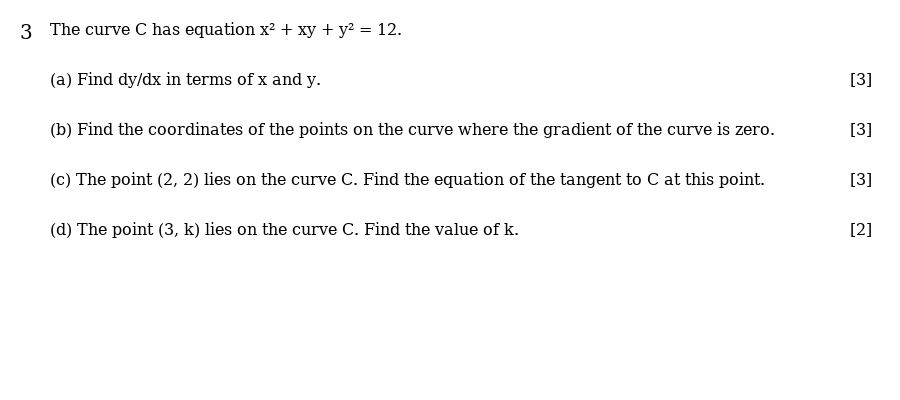 3 The curve C has equation x² + xy + y² = 12.
(a) Find dy/dx in terms of x and y. [3]
(b) Find the coordinates of the points on the curve where the gradient of the curve is zero. [3]
(c) The point (2, 2) lies on the curve C. Find the equation of the tangent to C at this point. [3]
(d) The point (3, k) lies on the curve C. Find the value of k. [2]